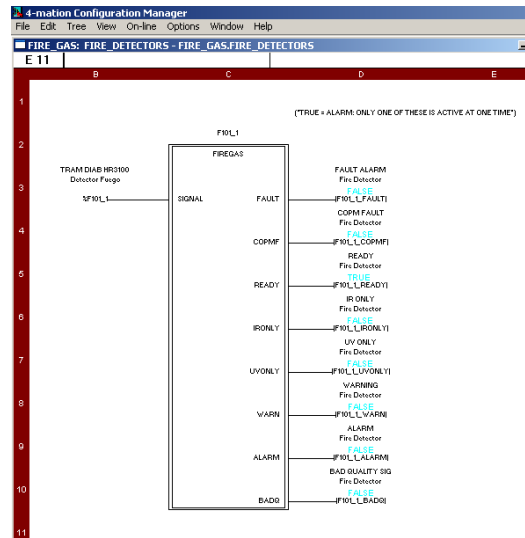 4-mation Configuration Manager
File Edit Tree View On-line Options Window Help
FIRE_GAS: FIRE_DETECTORS - FIRE_GAS.FIRE_DETECTORS
E 11
B C D E
1
("TRUE = ALARM: ONLY ONE OF THESE IS ACTIVE AT ONE TIME")
F101_1
2
FIREGAS
TRAM DIAB HR3100
Detector Fuego
%F101_1
SIGNAL
3
FAULT ALARM
Fire Detector
FALSE
FAULT
|F101_1_FAULT|
4
COPM FAULT
Fire Detector
FALSE
COPMF
|F101_1_COPMF|
5
READY
Fire Detector
TRUE
READY
|F101_1_READY|
6
IR ONLY
Fire Detector
FALSE
IRONLY
|F101_1_IRONLY|
7
UV ONLY
Fire Detector
FALSE
UVONLY
|F101_1_UVONLY|
8
WARNING
Fire Detector
FALSE
WARN
|F101_1_WARN|
9
ALARM
Fire Detector
FALSE
ALARM
|F101_1_ALARM|
10
BAD QUALITY SIG
Fire Detector
FALSE
BADQ
|F101_1_BADQ|
11